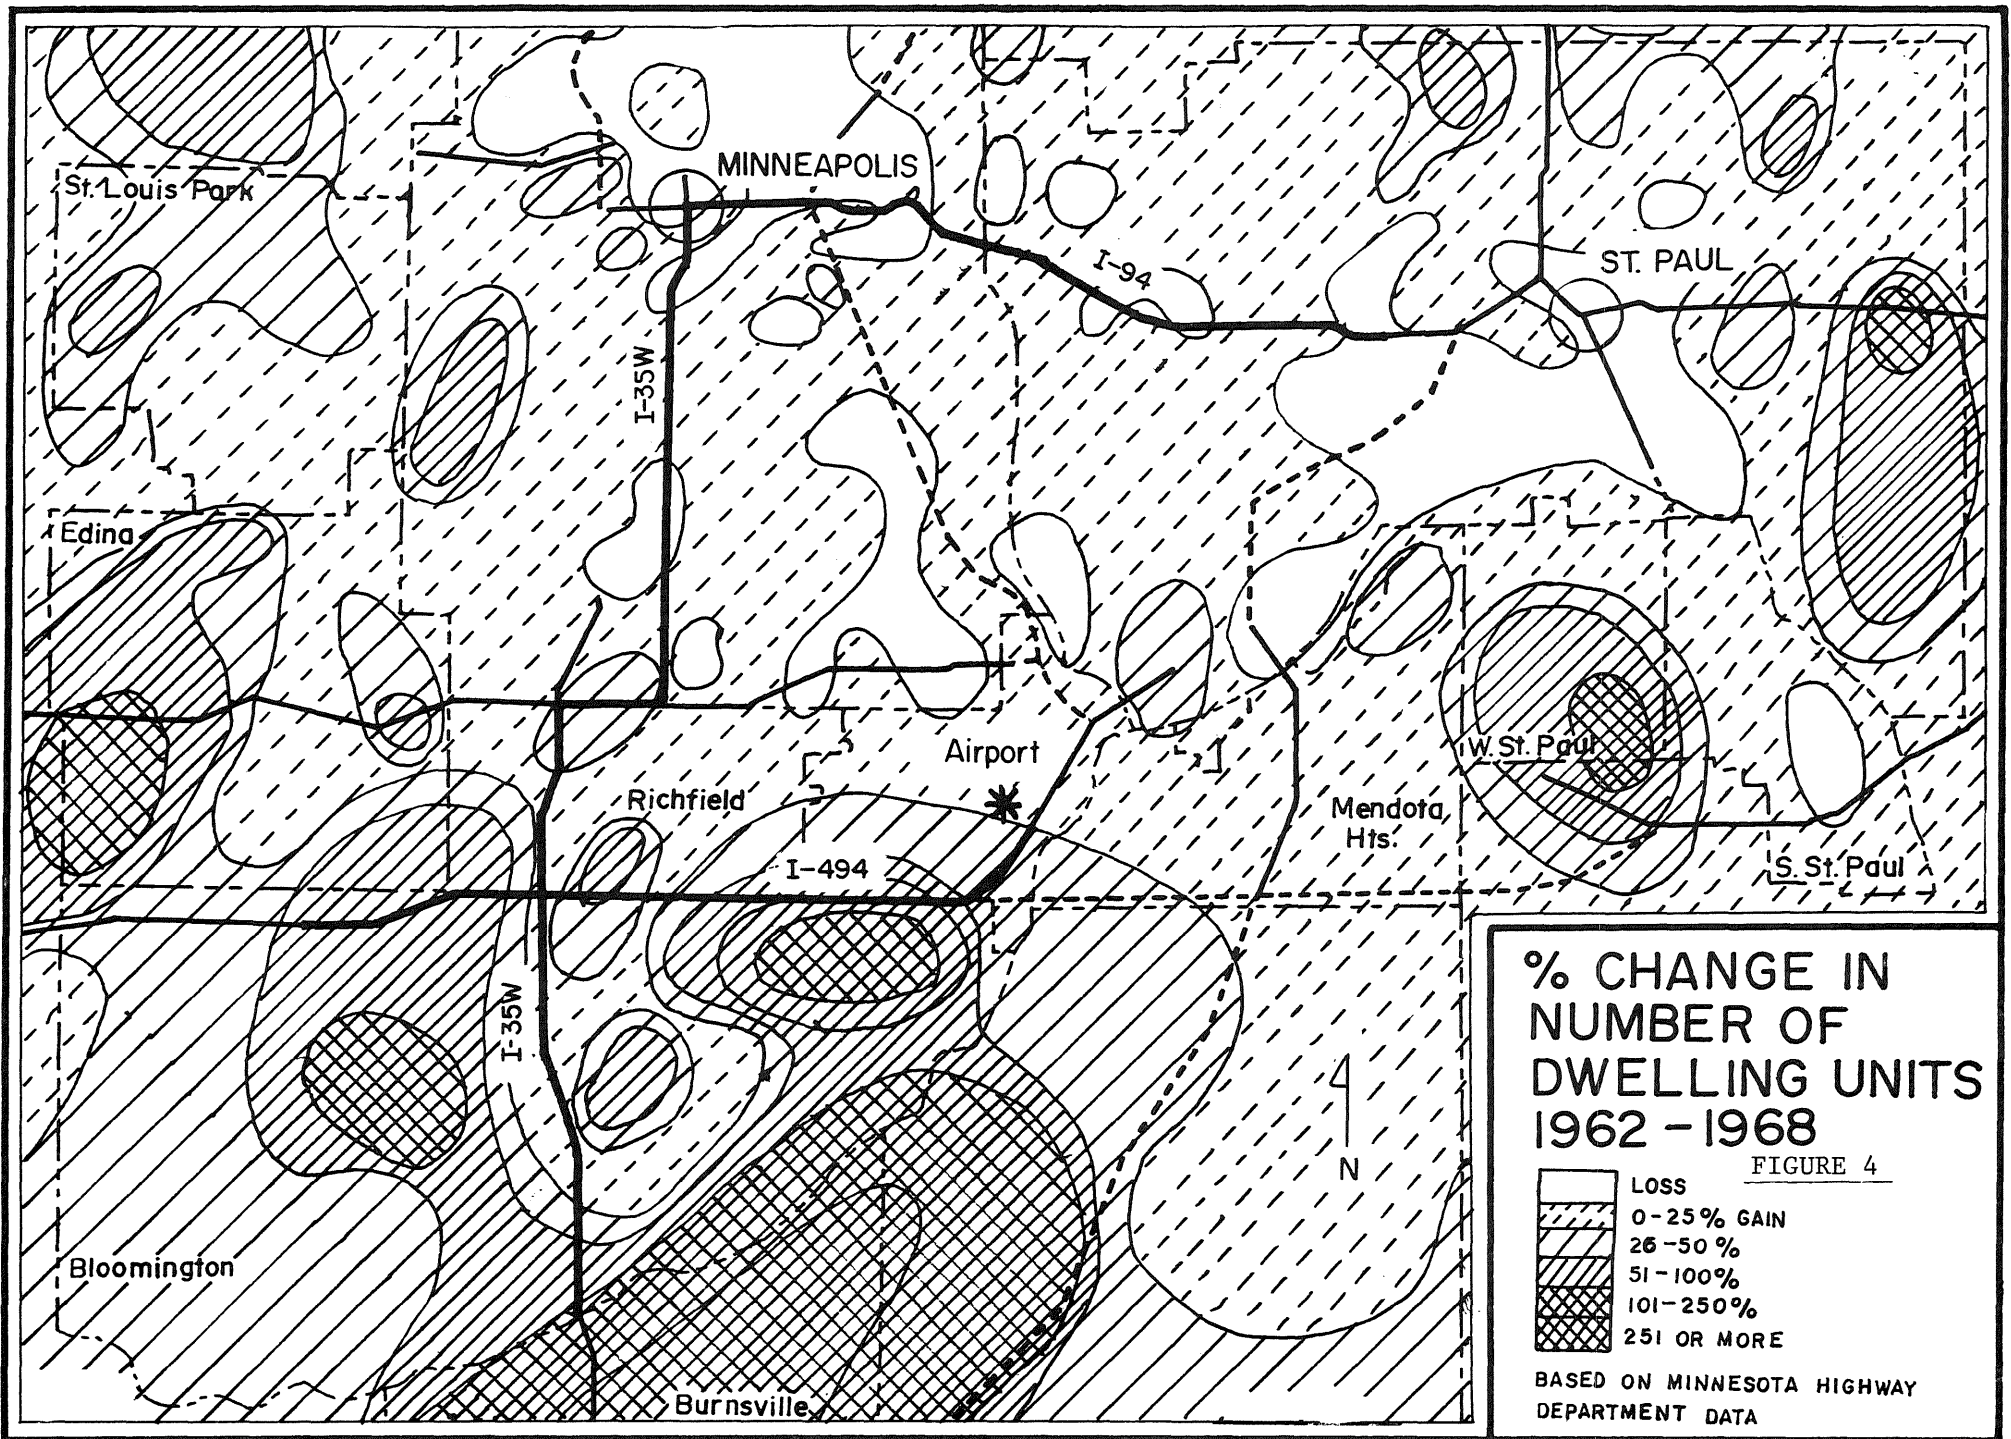 MINNEAPOLIS
St. Louis Park
I-94
ST. PAUL
I-35W
Edina
Airport
W. St. Paul
Richfield
Mendota
Hts.
I-494
S. St. Paul
I-35W
N
Bloomington
Burnsville
% CHANGE IN
NUMBER OF
DWELLING UNITS
1962 – 1968
FIGURE 4
LOSS
0-25% GAIN
26-50%
51-100%
101-250%
251 OR MORE
BASED ON MINNESOTA HIGHWAY
DEPARTMENT DATA